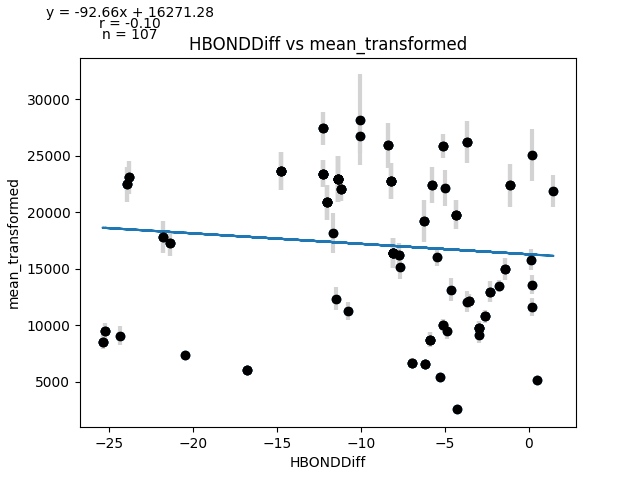 y = -92.66x + 16271.28
r = -0.10
n = 107
HBONDDiff vs mean_transformed
mean_transformed
30000
25000
20000
15000
10000
5000
−25
−20
−15
−10
−5
0
HBONDDiff